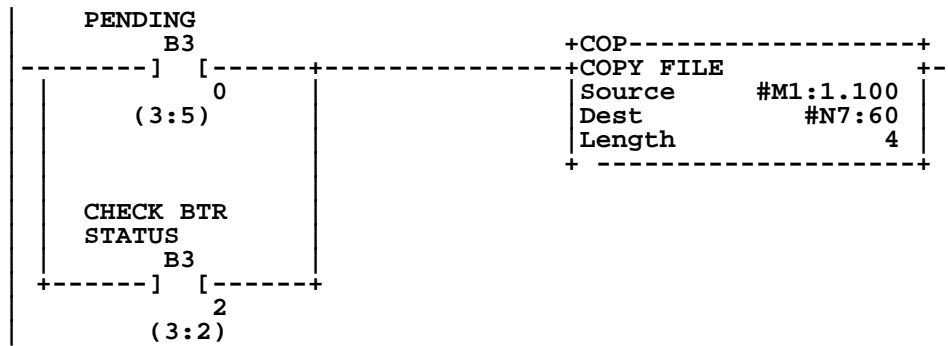 |      PENDING
|         B3                         +COP------------------+
|--------] [------+---------------+COPY FILE             +-
| |          0      |               |Source      #M1:1.100 |
| |     (3:5)       |               |Dest            #N7:60 |
| |                 |               |Length               4 |
| |                 |               + --------------------+
| |                 |
| |    CHECK BTR    |
| |    STATUS       |
| |       B3        |
| +------] [------+
|            2
|       (3:2)